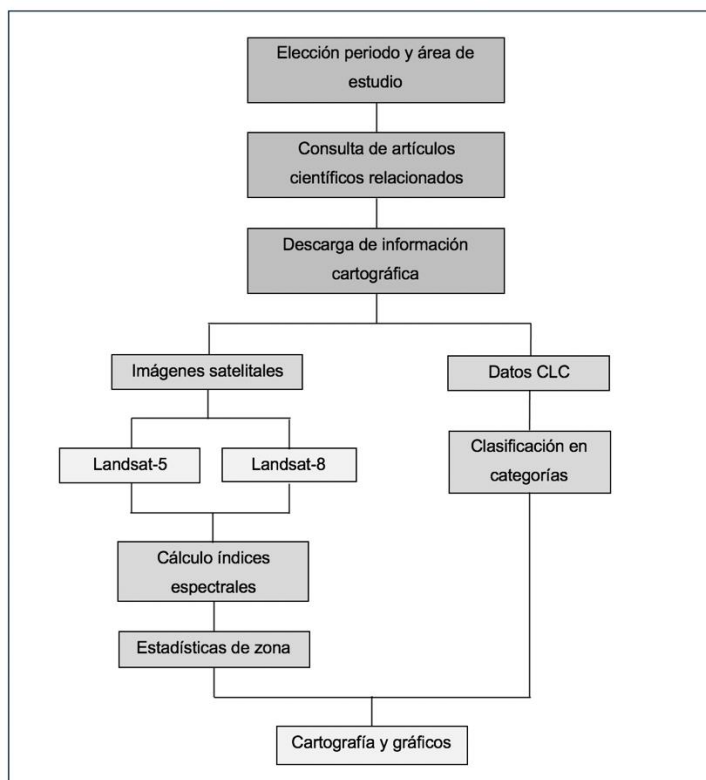 Elección periodo y área de
estudio
Consulta de artículos
científicos relacionados
Descarga de información
cartográfica
Imágenes satelitales
Datos CLC
Landsat-5
Landsat-8
Clasificación en
categorías
Cálculo índices
espectrales
Estadísticas de zona
Cartografía y gráficos